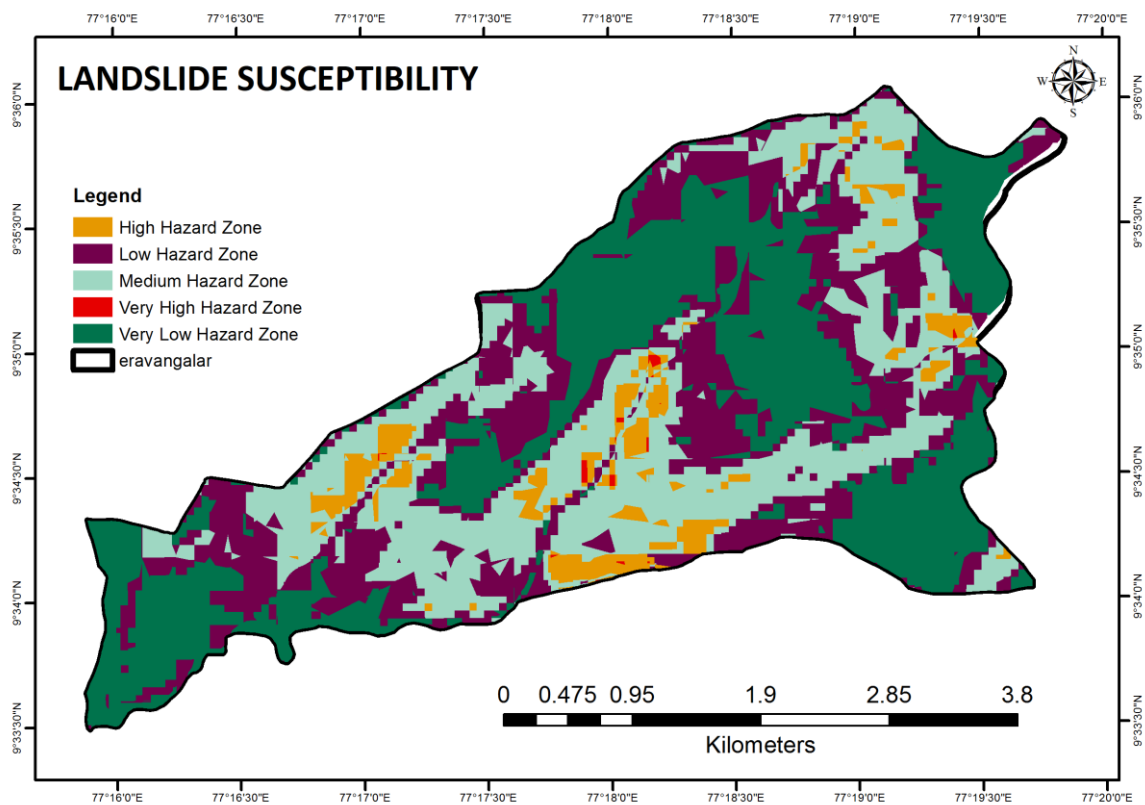 77°16'0"E 77°16'30"E 77°17'0"E 77°17'30"E 77°18'0"E 77°18'30"E 77°19'0"E 77°19'30"E 77°20'0"E
LANDSLIDE SUSCEPTIBILITY
N
W E
S
9°36'0"N 9°36'0"N
Legend
High Hazard Zone
Low Hazard Zone
Medium Hazard Zone
Very High Hazard Zone
Very Low Hazard Zone
eravangalar
9°35'30"N 9°35'30"N
9°35'0"N 9°35'0"N
9°34'30"N 9°34'30"N
9°34'0"N 9°34'0"N
9°33'30"N 9°33'30"N
0 0.475 0.95 1.9 2.85 3.8
Kilometers
77°16'0"E 77°16'30"E 77°17'0"E 77°17'30"E 77°18'0"E 77°18'30"E 77°19'0"E 77°19'30"E 77°20'0"E